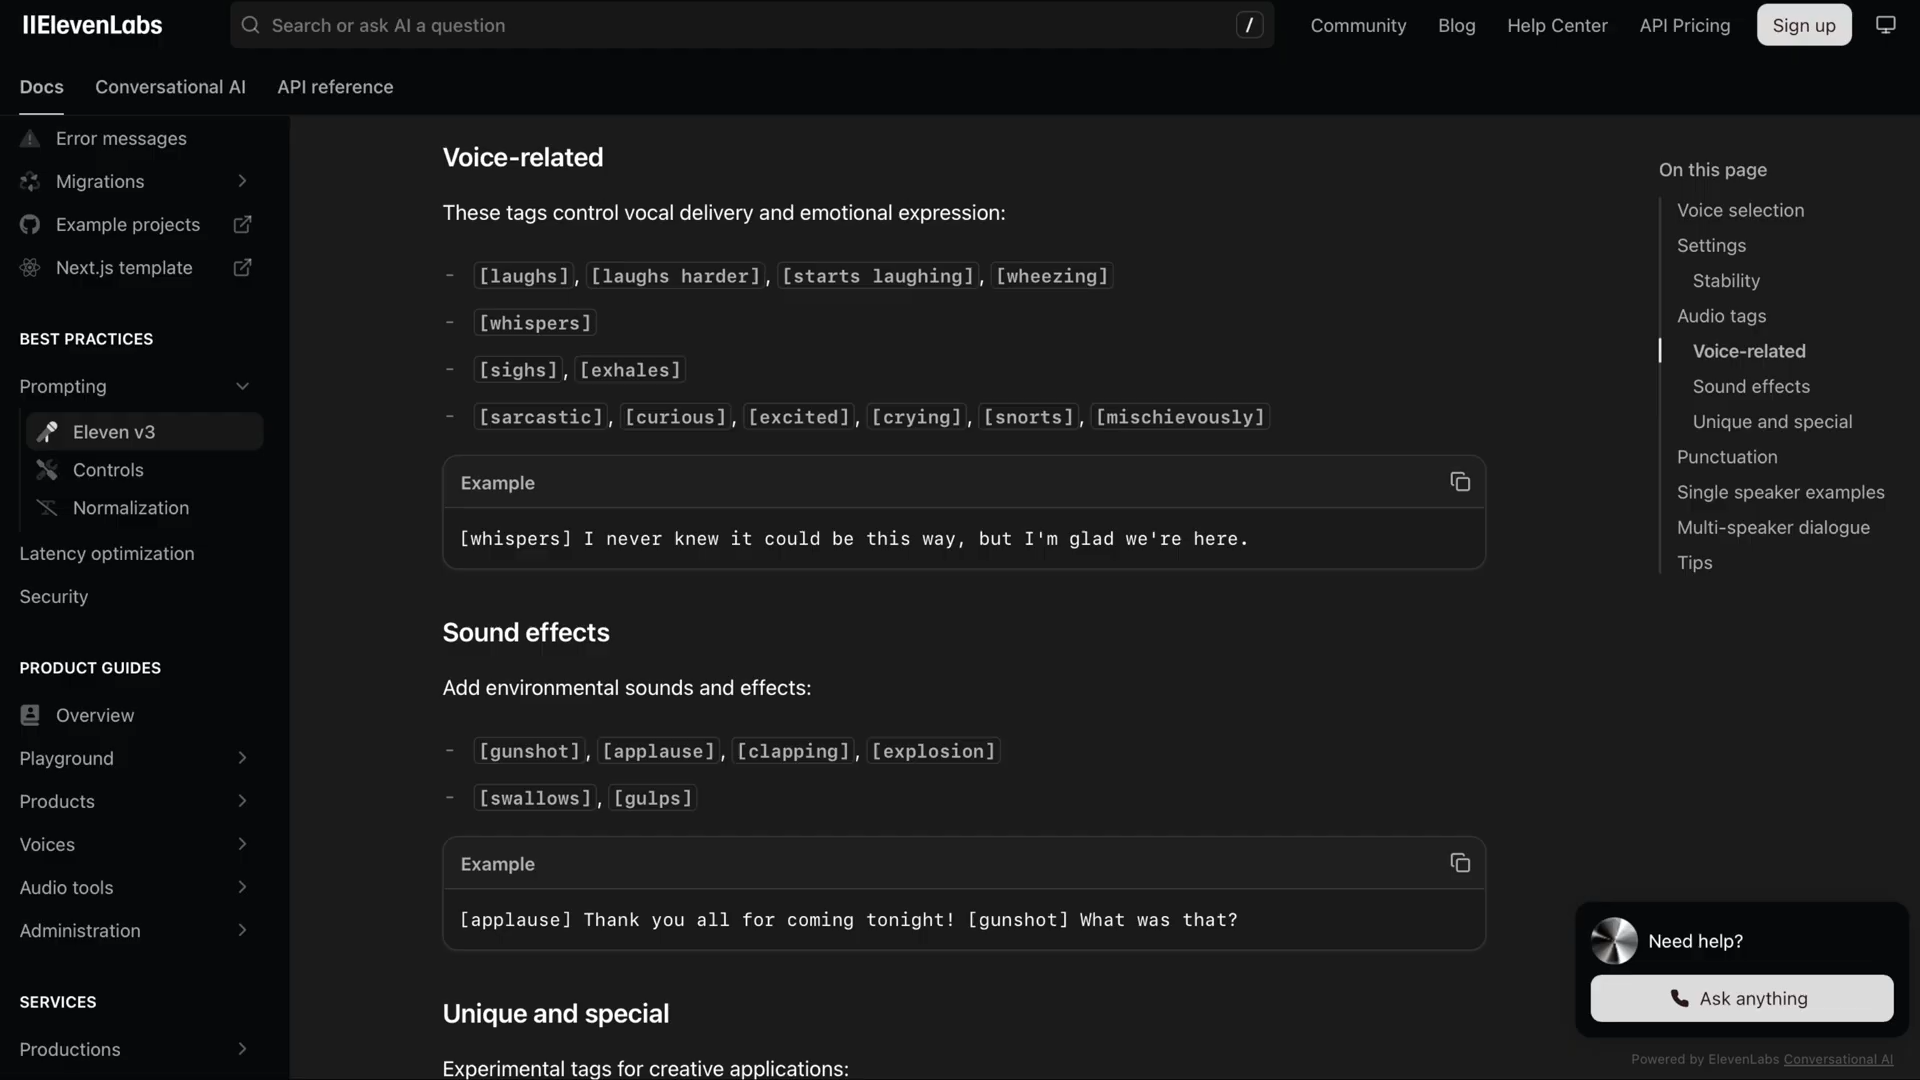 IIElevenLabs
Search or ask AI a question
/
Community
Blog
Help Center
API Pricing
Sign up
Docs
Conversational AI
API reference
Error messages
Migrations
Example projects
Next.js template
BEST PRACTICES
Prompting
Eleven v3
Controls
Normalization
Latency optimization
Security
PRODUCT GUIDES
Overview
Playground
Products
Voices
Audio tools
Administration
SERVICES
Productions
Voice-related
These tags control vocal delivery and emotional expression:
- [laughs], [laughs harder], [starts laughing], [wheezing]
- [whispers]
- [sighs], [exhales]
- [sarcastic], [curious], [excited], [crying], [snorts], [mischievously]
Example
[whispers] I never knew it could be this way, but I'm glad we're here.
Sound effects
Add environmental sounds and effects:
- [gunshot], [applause], [clapping], [explosion]
- [swallows], [gulps]
Example
[applause] Thank you all for coming tonight! [gunshot] What was that?
Unique and special
Experimental tags for creative applications:
On this page
Voice selection
Settings
Stability
Audio tags
Voice-related
Sound effects
Unique and special
Punctuation
Single speaker examples
Multi-speaker dialogue
Tips
Need help?
Ask anything
Powered by ElevenLabs Conversational AI